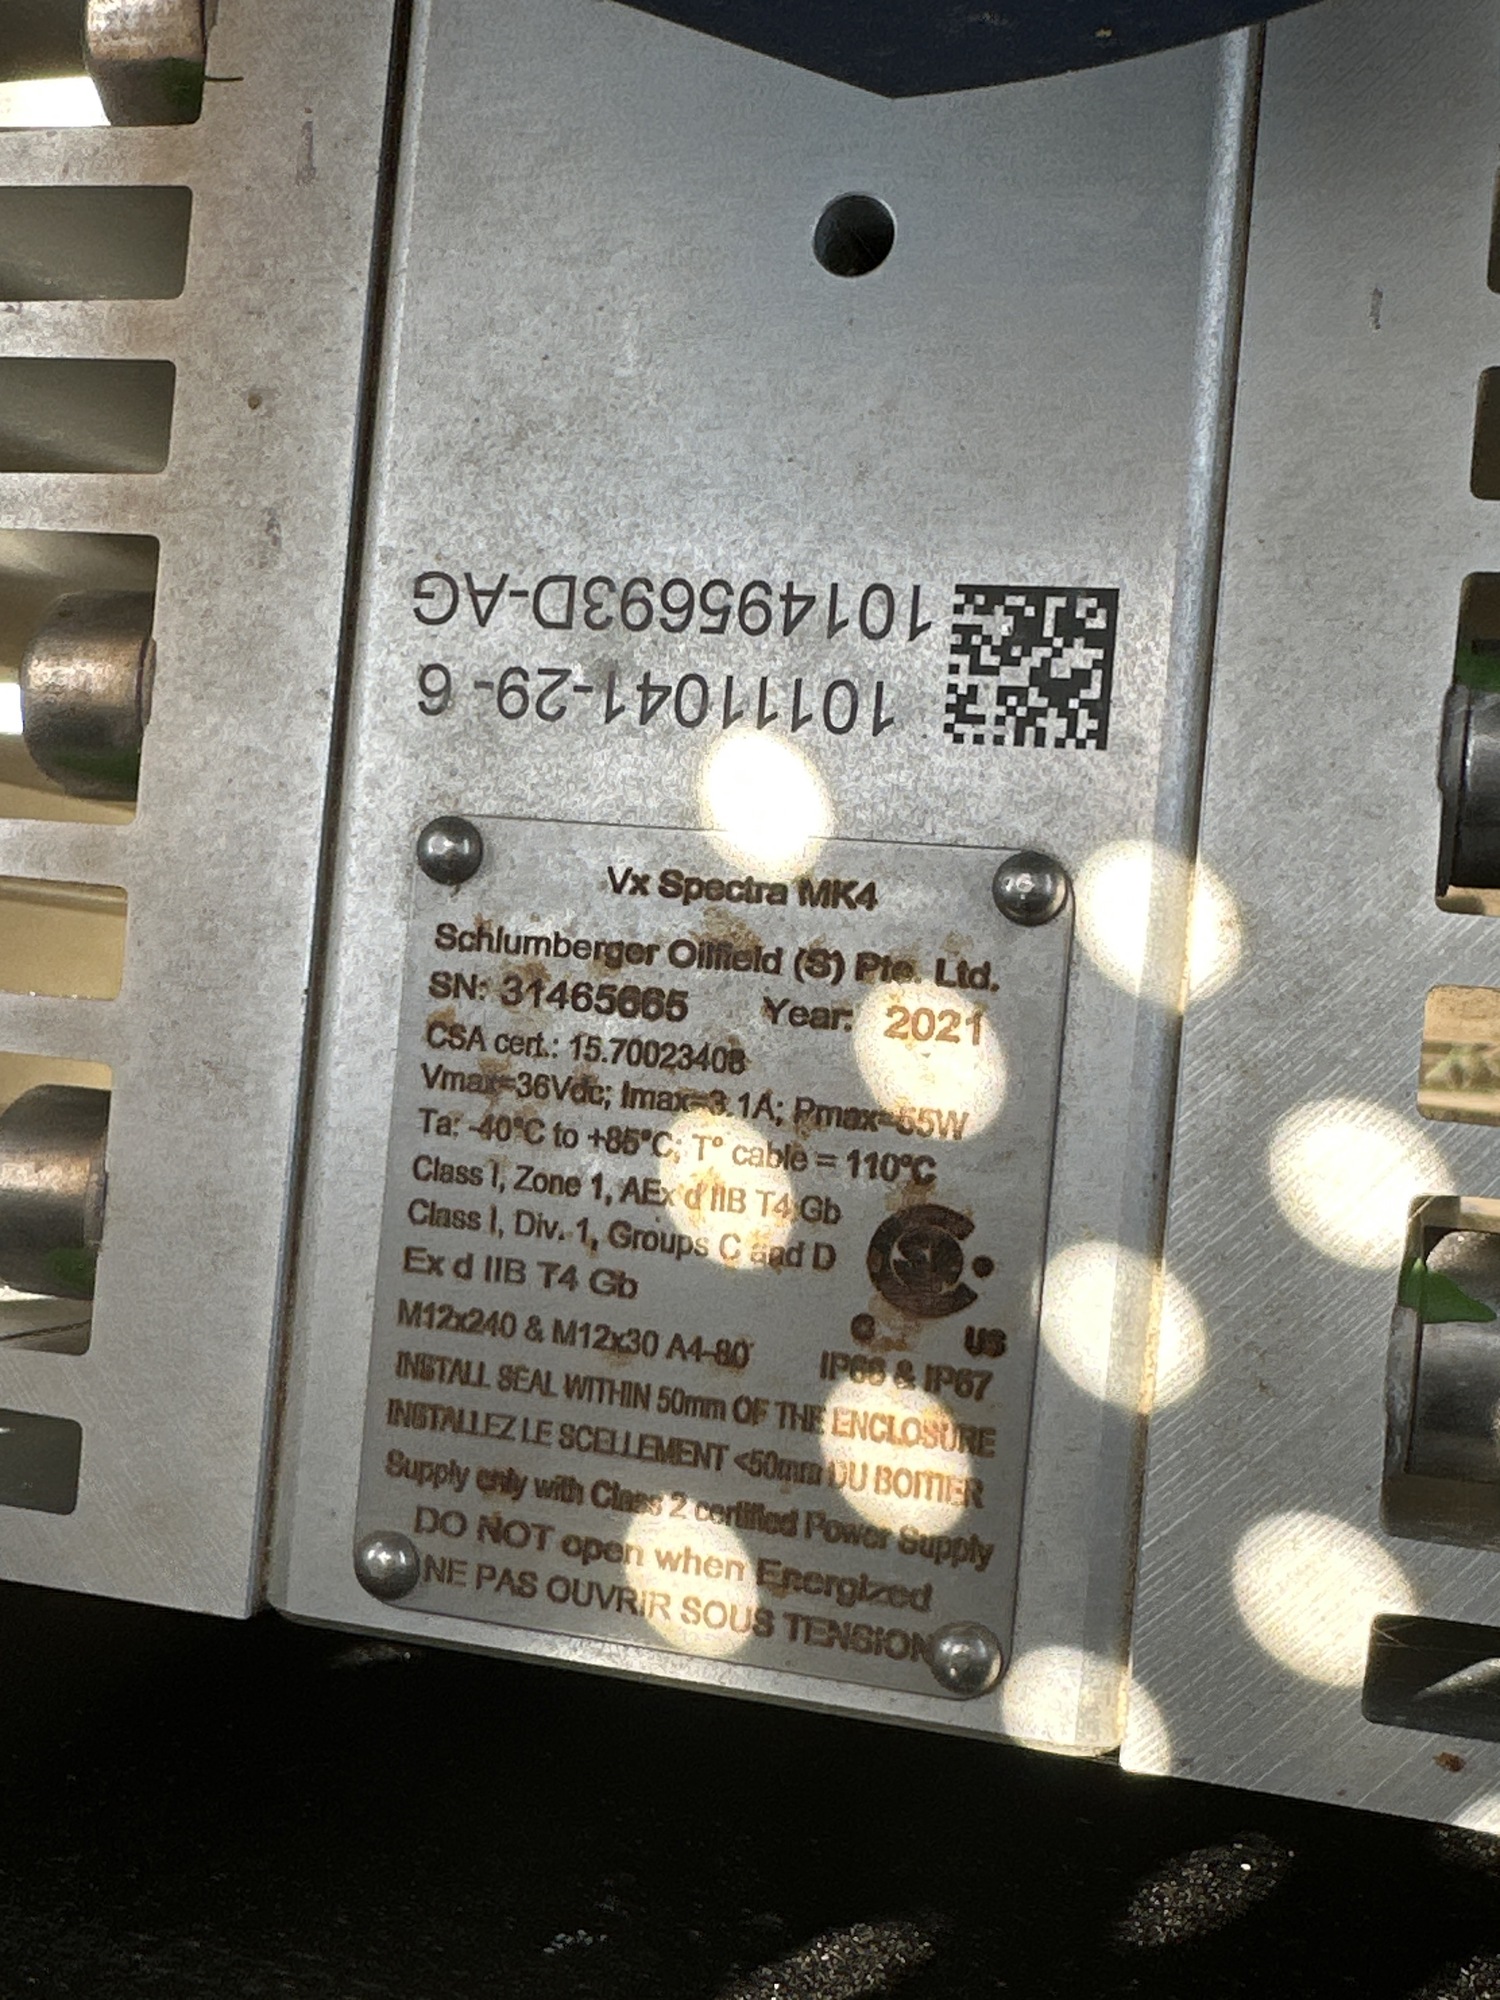 101495693D-AG
10111041-29- 6
Vx Spectra MK4
Schlumberger Oilfield (S) Pte. Ltd.
SN: 31465665 Year: 2021
CSA cert.: 15.70023408
Vmax=36Vdc; Imax=3.1A; Pmax=55W
Ta: -40°C to +85°C; T° cable = 110°C
Class I, Zone 1, AEx d IIB T4 Gb
Class I, Div. 1, Groups C and D
Ex d IIB T4 Gb
C US
M12x240 & M12x30 A4-80
IP66 & IP67
INSTALL SEAL WITHIN 50mm OF THE ENCLOSURE
INSTALLEZ LE SCELLEMENT <50mm DU BOITIER
Supply only with Class 2 certified Power Supply
DO NOT open when Energized
NE PAS OUVRIR SOUS TENSION